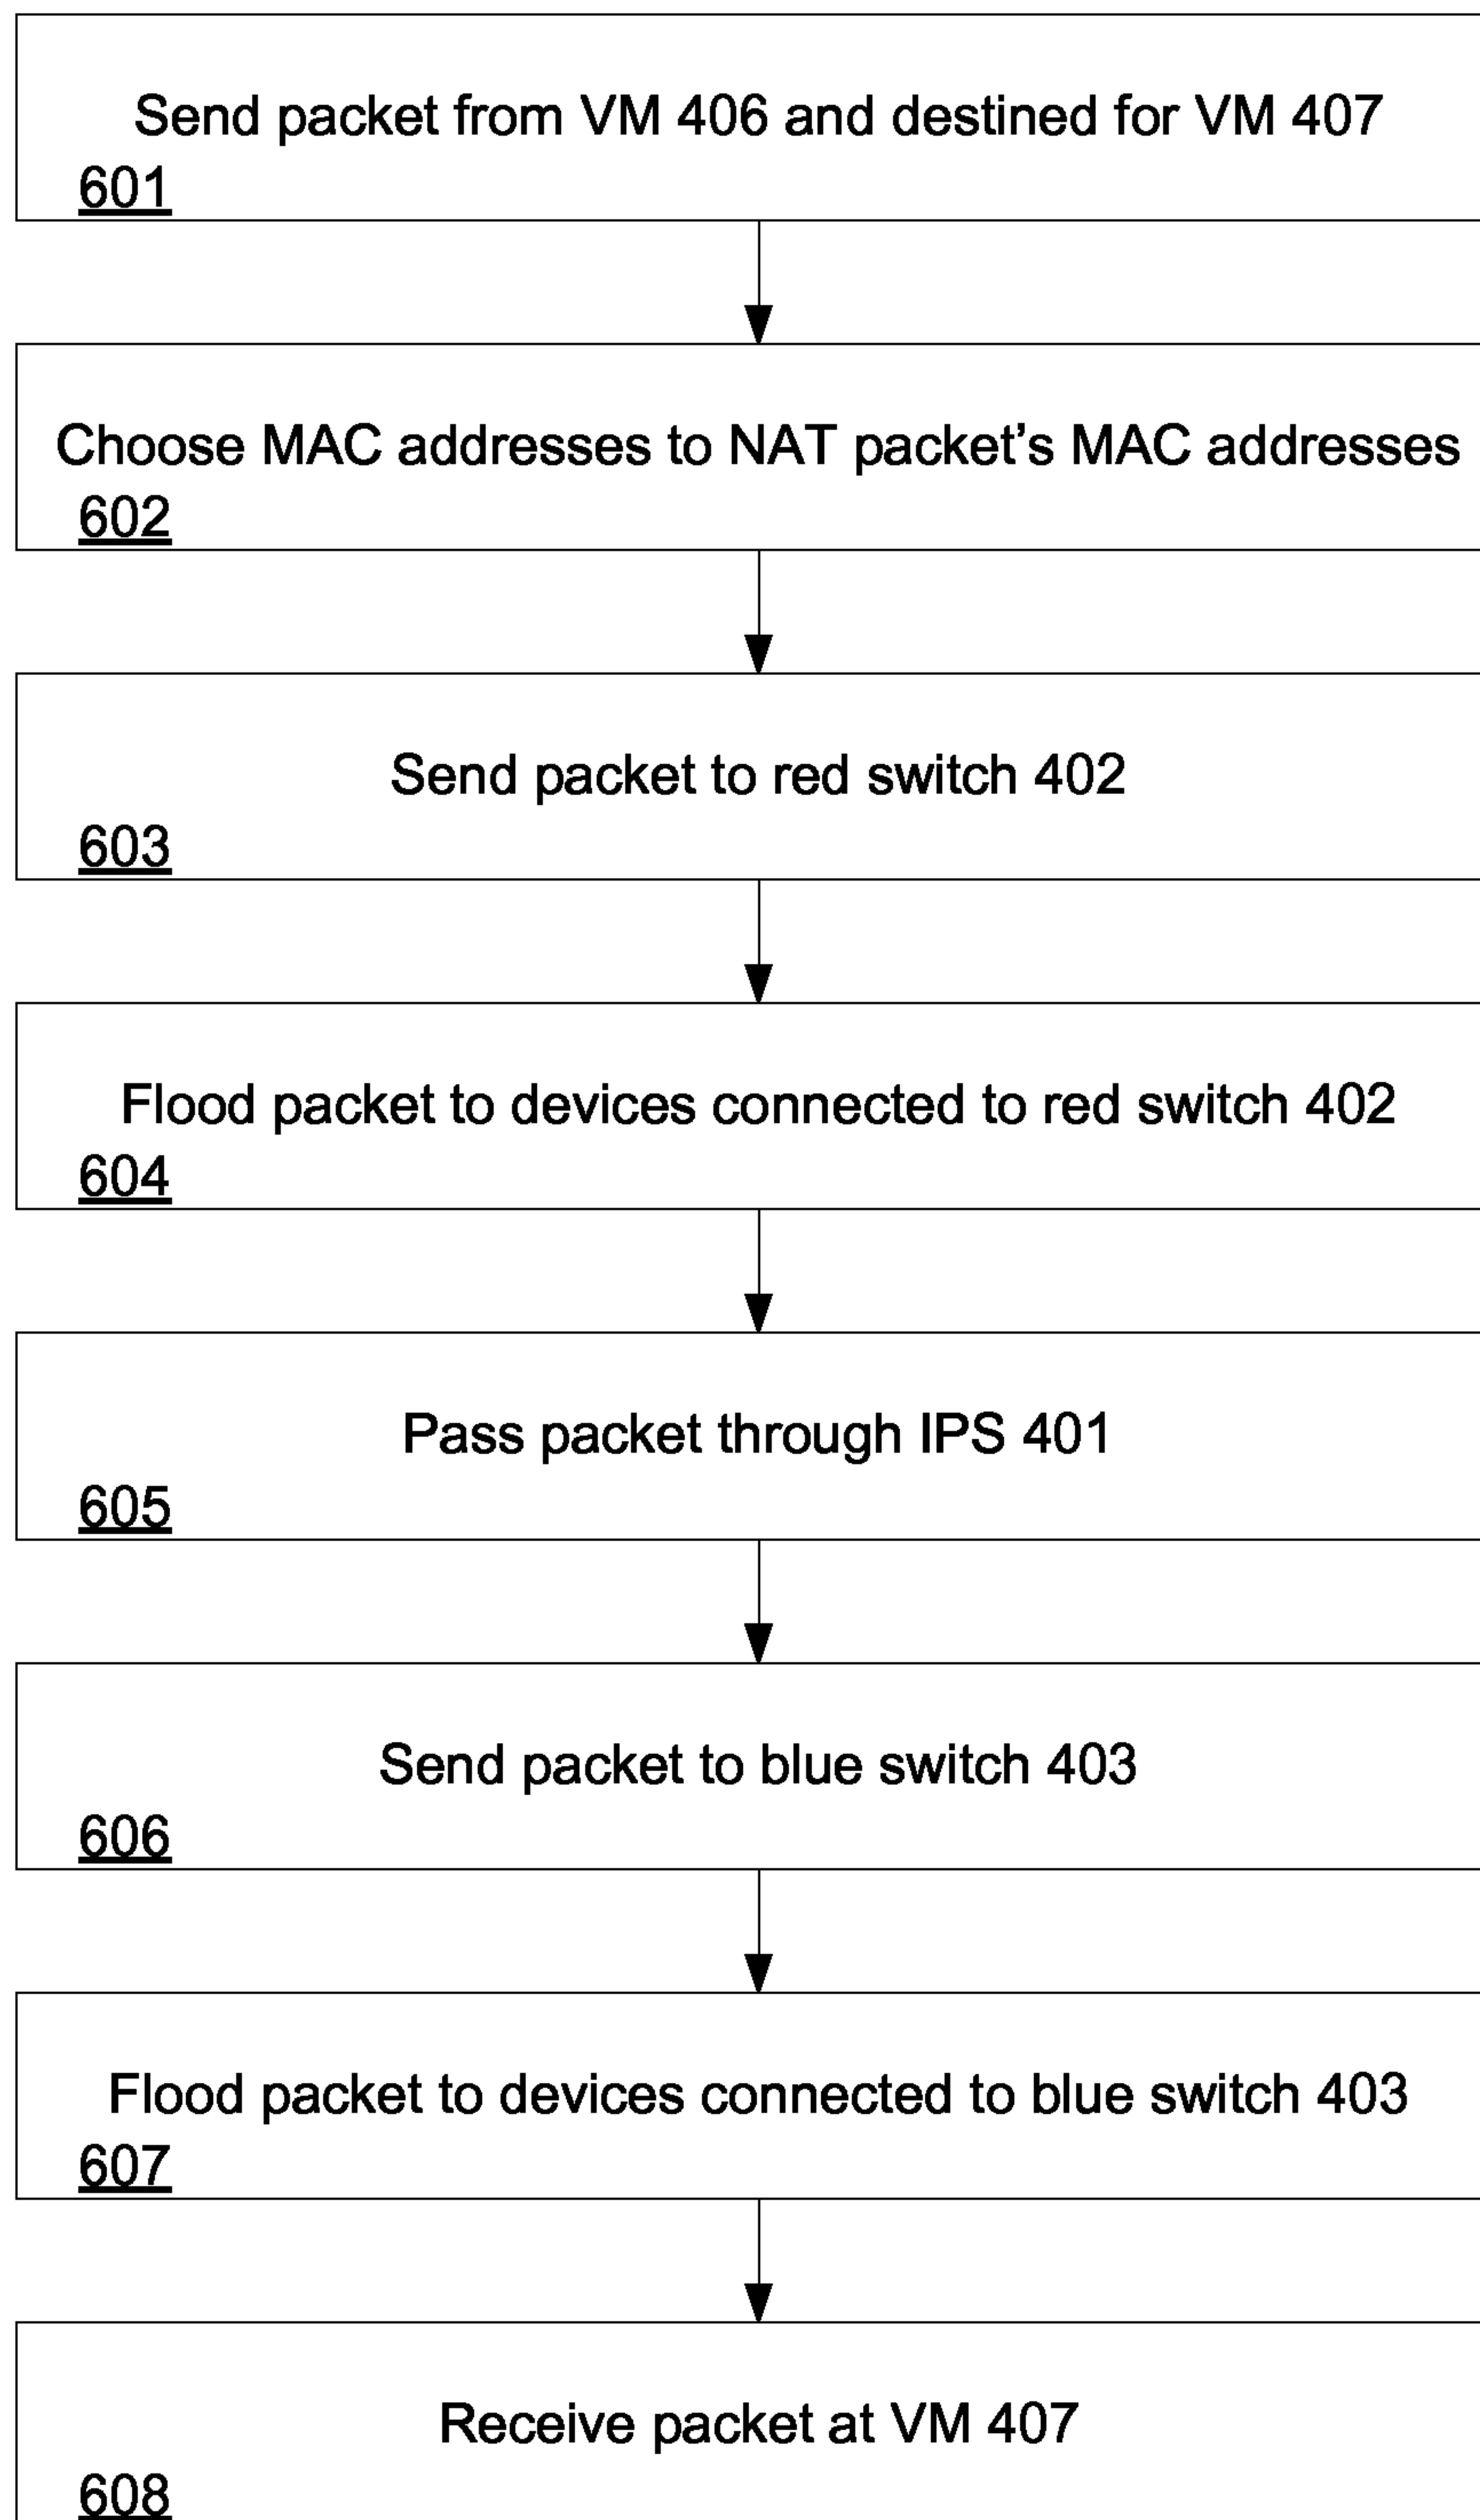 Send packet from VM 406 and destined for VM 407
601
Choose MAC addresses to NAT packet’s MAC addresses
602
Send packet to red switch 402
603
Flood packet to devices connected to red switch 402
604
Pass packet through IPS 401
605
Send packet to blue switch 403
606
Flood packet to devices connected to blue switch 403
607
Receive packet at VM 407
608